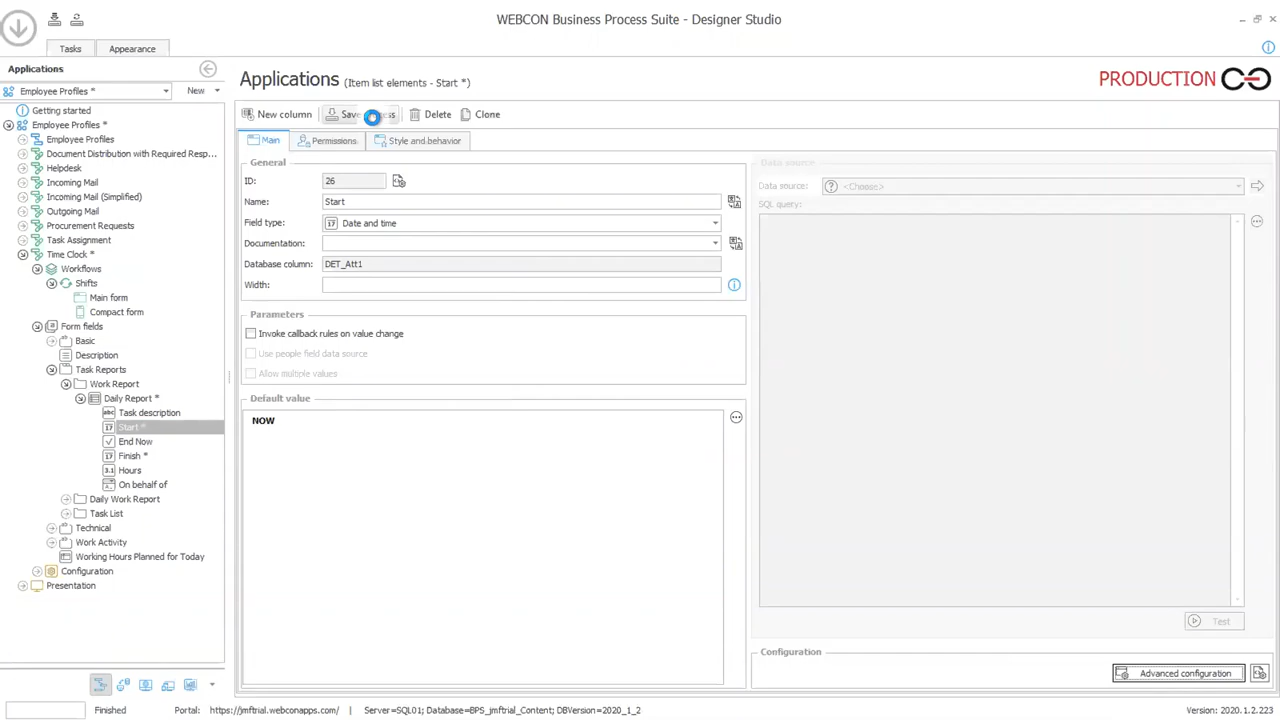 WEBCON Business Process Suite - Designer Studio
Tasks
Appearance
Applications
Employee Profiles *
New
Getting started
Employee Profiles *
Employee Profiles
Document Distribution with Required Resp...
Helpdesk
Incoming Mail
Incoming Mail (Simplified)
Outgoing Mail
Procurement Requests
Task Assignment
Time Clock *
Workflows
Shifts
Main form
Compact form
Form fields
Basic
Description
Task Reports
Work Report
Daily Report *
Task description
Start *
End Now
Finish *
Hours
On behalf of
Daily Work Report
Task List
Technical
Work Activity
Working Hours Planned for Today
Configuration
Presentation
Applications (Item list elements - Start *)
PRODUCTION
New column
Save
Delete
Clone
Main
Permissions
Style and behavior
General
ID: 26
Name: Start
Field type: Date and time
Documentation:
Database column: DET_Att1
Width:
Parameters
Invoke callback rules on value change
Use people field data source
Allow multiple values
Default value
NOW
Data source
Data source: <Choose>
SQL query:
Test
Configuration
Advanced configuration
Finished
Portal: https://jmftrial.webconapps.com/
Server=SQL01; Database=BPS_jmftrial_Content; DBVersion=2020_1_2
Version: 2020.1.2.223